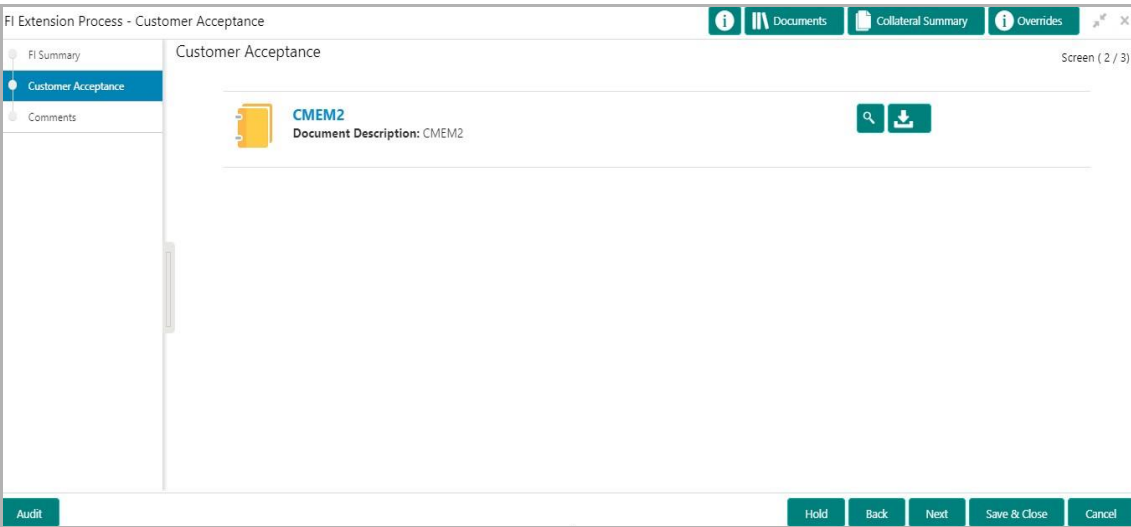 FI Extension Process - Customer Acceptance
Documents
Collateral Summary
Overrides
FI Summary
Customer Acceptance
Comments
Customer Acceptance
Screen ( 2 / 3)
CMEM2
Document Description: CMEM2
Audit
Hold
Back
Next
Save & Close
Cancel